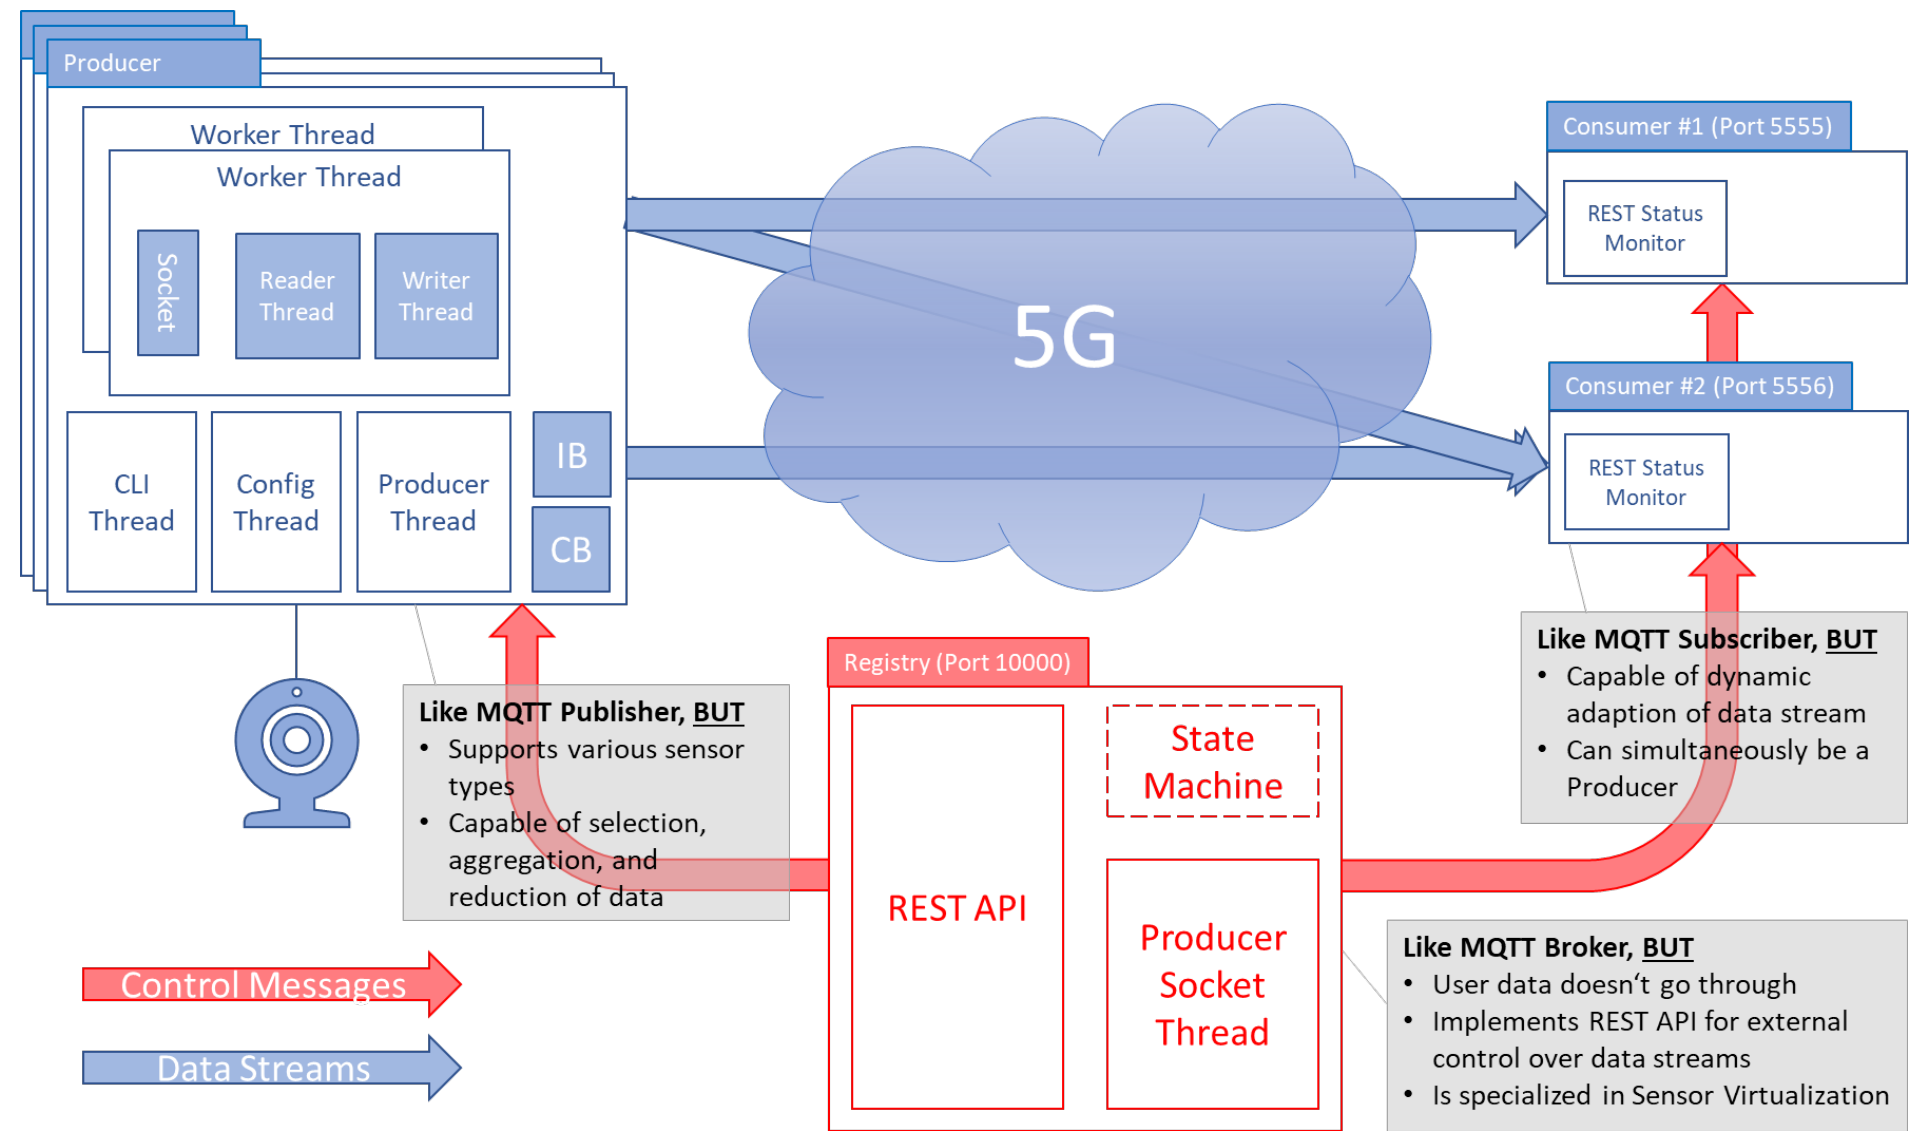 Producer
Worker Thread
Worker Thread
Socket
Reader
Thread
Writer
Thread
CLI
Thread
Config
Thread
Producer
Thread
IB
CB
5G
Consumer #1 (Port 5555)
REST Status
Monitor
Consumer #2 (Port 5556)
REST Status
Monitor
Like MQTT Publisher, BUT
• Supports various sensor
types
• Capable of selection,
aggregation, and
reduction of data
Registry (Port 10000)
REST API
State
Machine
Producer
Socket
Thread
Like MQTT Subscriber, BUT
• Capable of dynamic
adaption of data stream
• Can simultaneously be a
Producer
Like MQTT Broker, BUT
• User data doesn‘t go through
• Implements REST API for external
control over data streams
• Is specialized in Sensor Virtualization
Control Messages
Data Streams